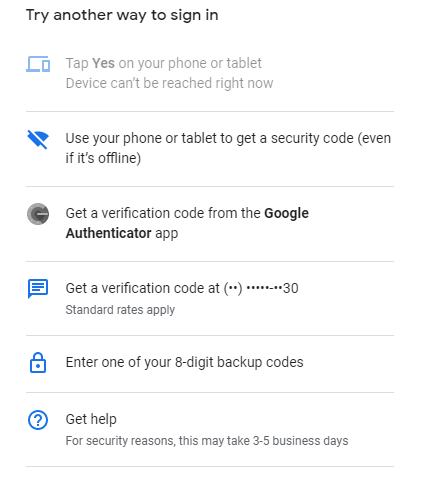 Try another way to sign in
Tap Yes on your phone or tablet
Device can't be reached right now
Use your phone or tablet to get a security code (even
if it's offline)
Get a verification code from the Google
Authenticator app
Get a verification code at (••) •••••-••30
Standard rates apply
Enter one of your 8-digit backup codes
Get help
For security reasons, this may take 3-5 business days